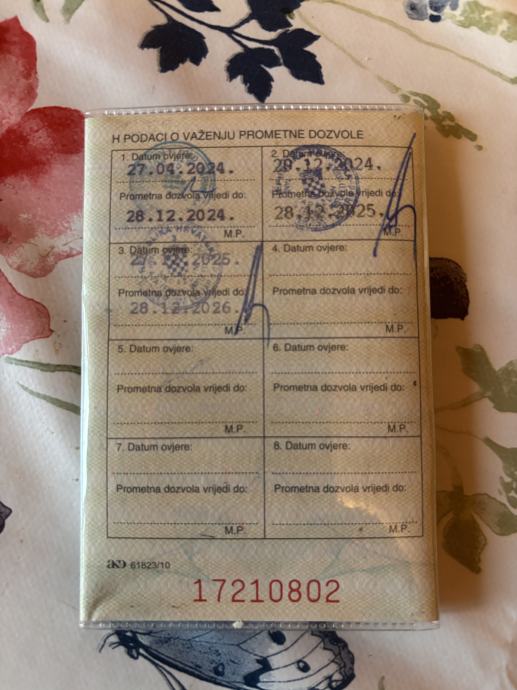 H PODACI O VAŽENJU PROMETNE DOZVOLE
1. Datum ovjere:
27.04.2024.
Prometna dozvola vrijedi do:
28.12.2024.
M.P.
2. Datum ovjere:
20.12.2024.
Prometna dozvola vrijedi do:
28.12.2025.
M.P.
3. Datum ovjere:
2025.
Prometna dozvola vrijedi do:
28.12.2026.
M.P.
4. Datum ovjere:
Prometna dozvola vrijedi do:
M.P.
5. Datum ovjere:
Prometna dozvola vrijedi do:
M.P.
6. Datum ovjere:
Prometna dozvola vrijedi do:
M.P.
7. Datum ovjere:
Prometna dozvola vrijedi do:
M.P.
8. Datum ovjere:
Prometna dozvola vrijedi do:
M.P.
61823/10
17210802